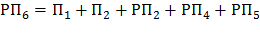 РП₆ = П₁ + П₂ + РП₂ + РП₄ + РП₅